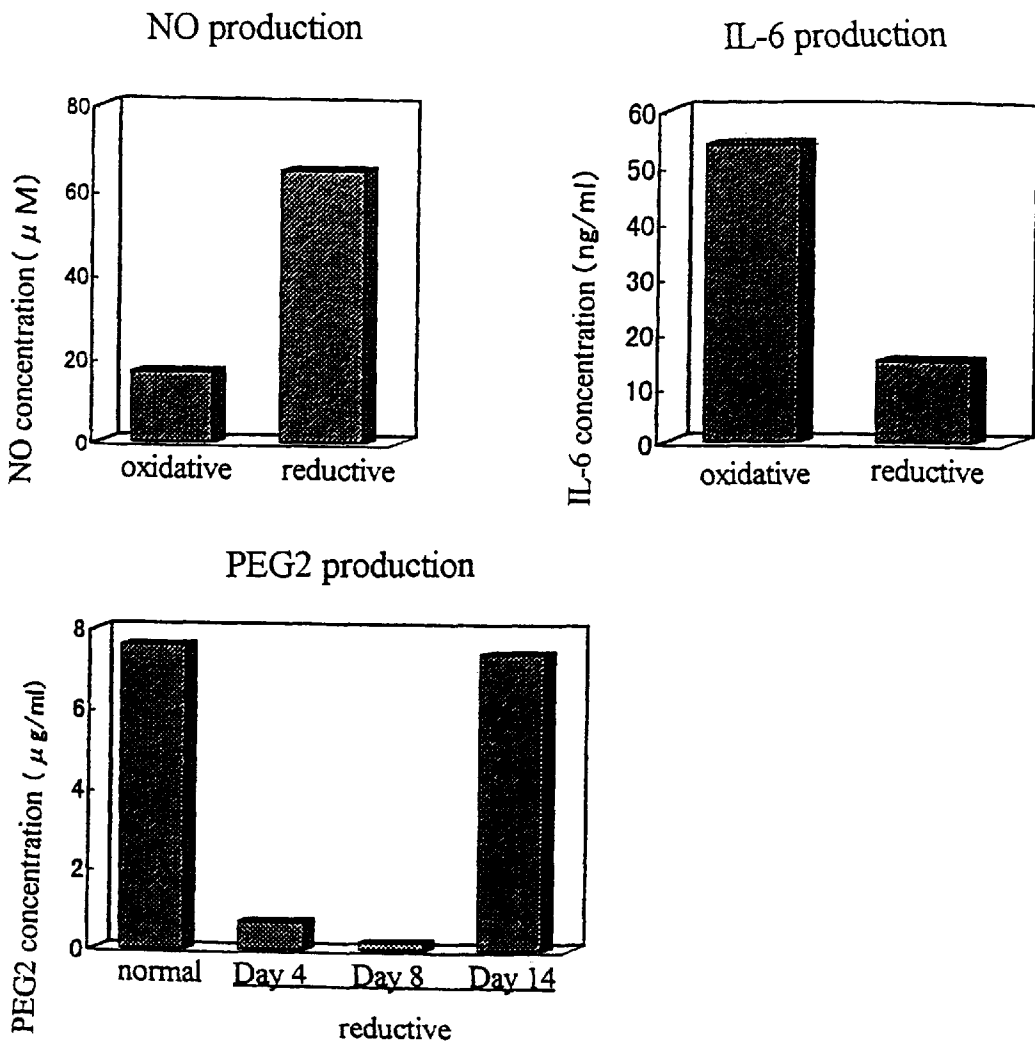 NO production
NO concentration ( μ M)
80
60
40
20
0
oxidative reductive
IL-6 production
IL-6 concentration ( ng/ml)
60
50
40
30
20
10
0
oxidative reductive
PEG2 production
PEG2 concentration ( μ g/ml)
8
6
4
2
0
normal Day 4 Day 8 Day 14
reductive